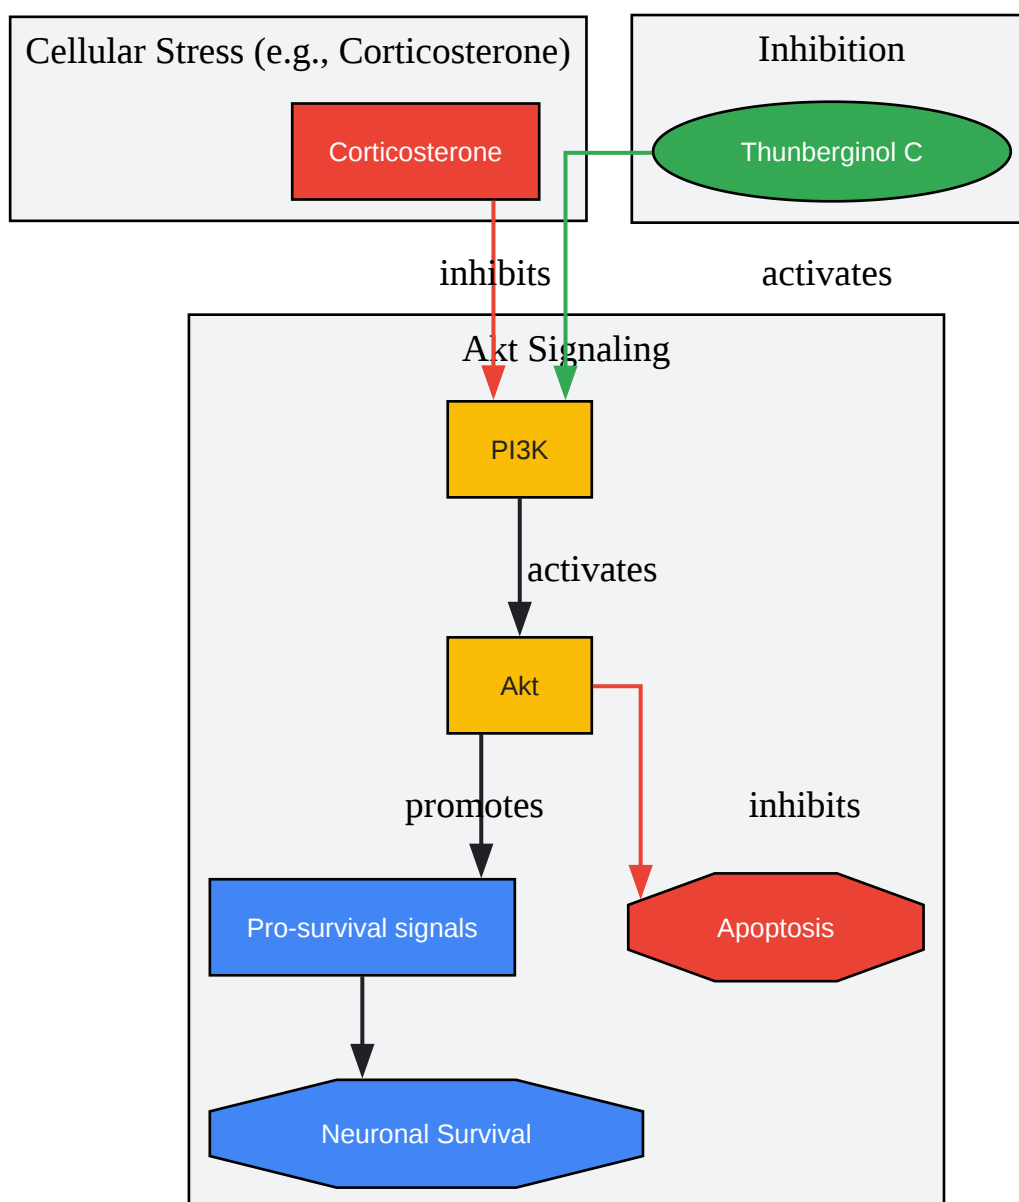 Cellular Stress (e.g., Corticosterone)
Inhibition
Corticosterone
Thunberginol C
inhibits
activates
Akt Signaling
PI3K
activates
Akt
promotes
inhibits
Pro-survival signals
Apoptosis
Neuronal Survival